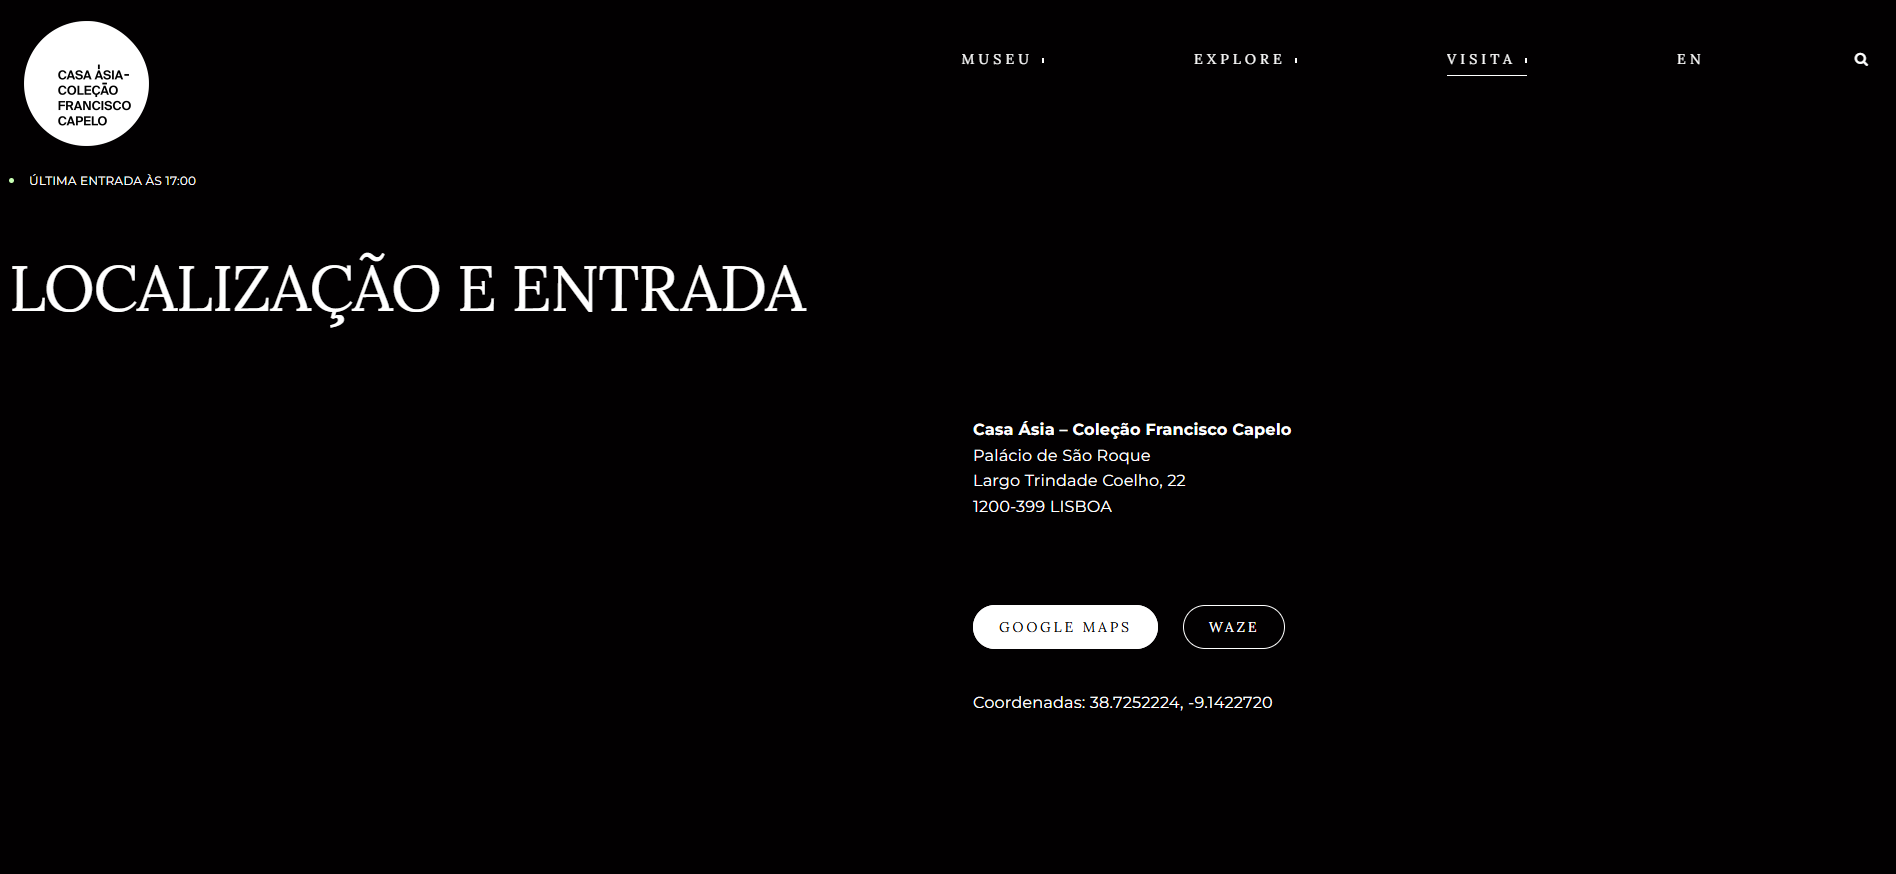 CASA ÁSIA-
COLEÇÃO
FRANCISCO
CAPELO
MUSEU
EXPLORE
VISITA
EN
ÚLTIMA ENTRADA ÀS 17:00
LOCALIZAÇÃO E ENTRADA
Casa Ásia – Coleção Francisco Capelo
Palácio de São Roque
Largo Trindade Coelho, 22
1200-399 LISBOA
GOOGLE MAPS
WAZE
Coordenadas: 38.7252224, -9.1422720